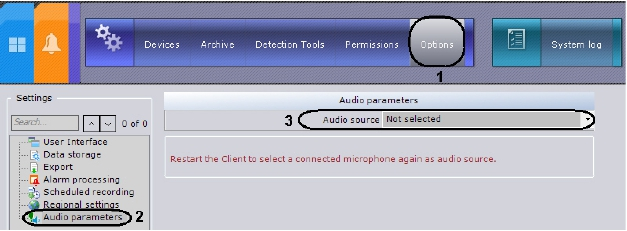 Devices Archive Detection Tools Permissions Options System log
1
Settings
Search... 0 of 0
User Interface
Data storage
Export
Alarm processing
Scheduled recording
Regional settings
Audio parameters 2
Audio parameters
3 Audio source Not selected
Restart the Client to select a connected microphone again as audio source.